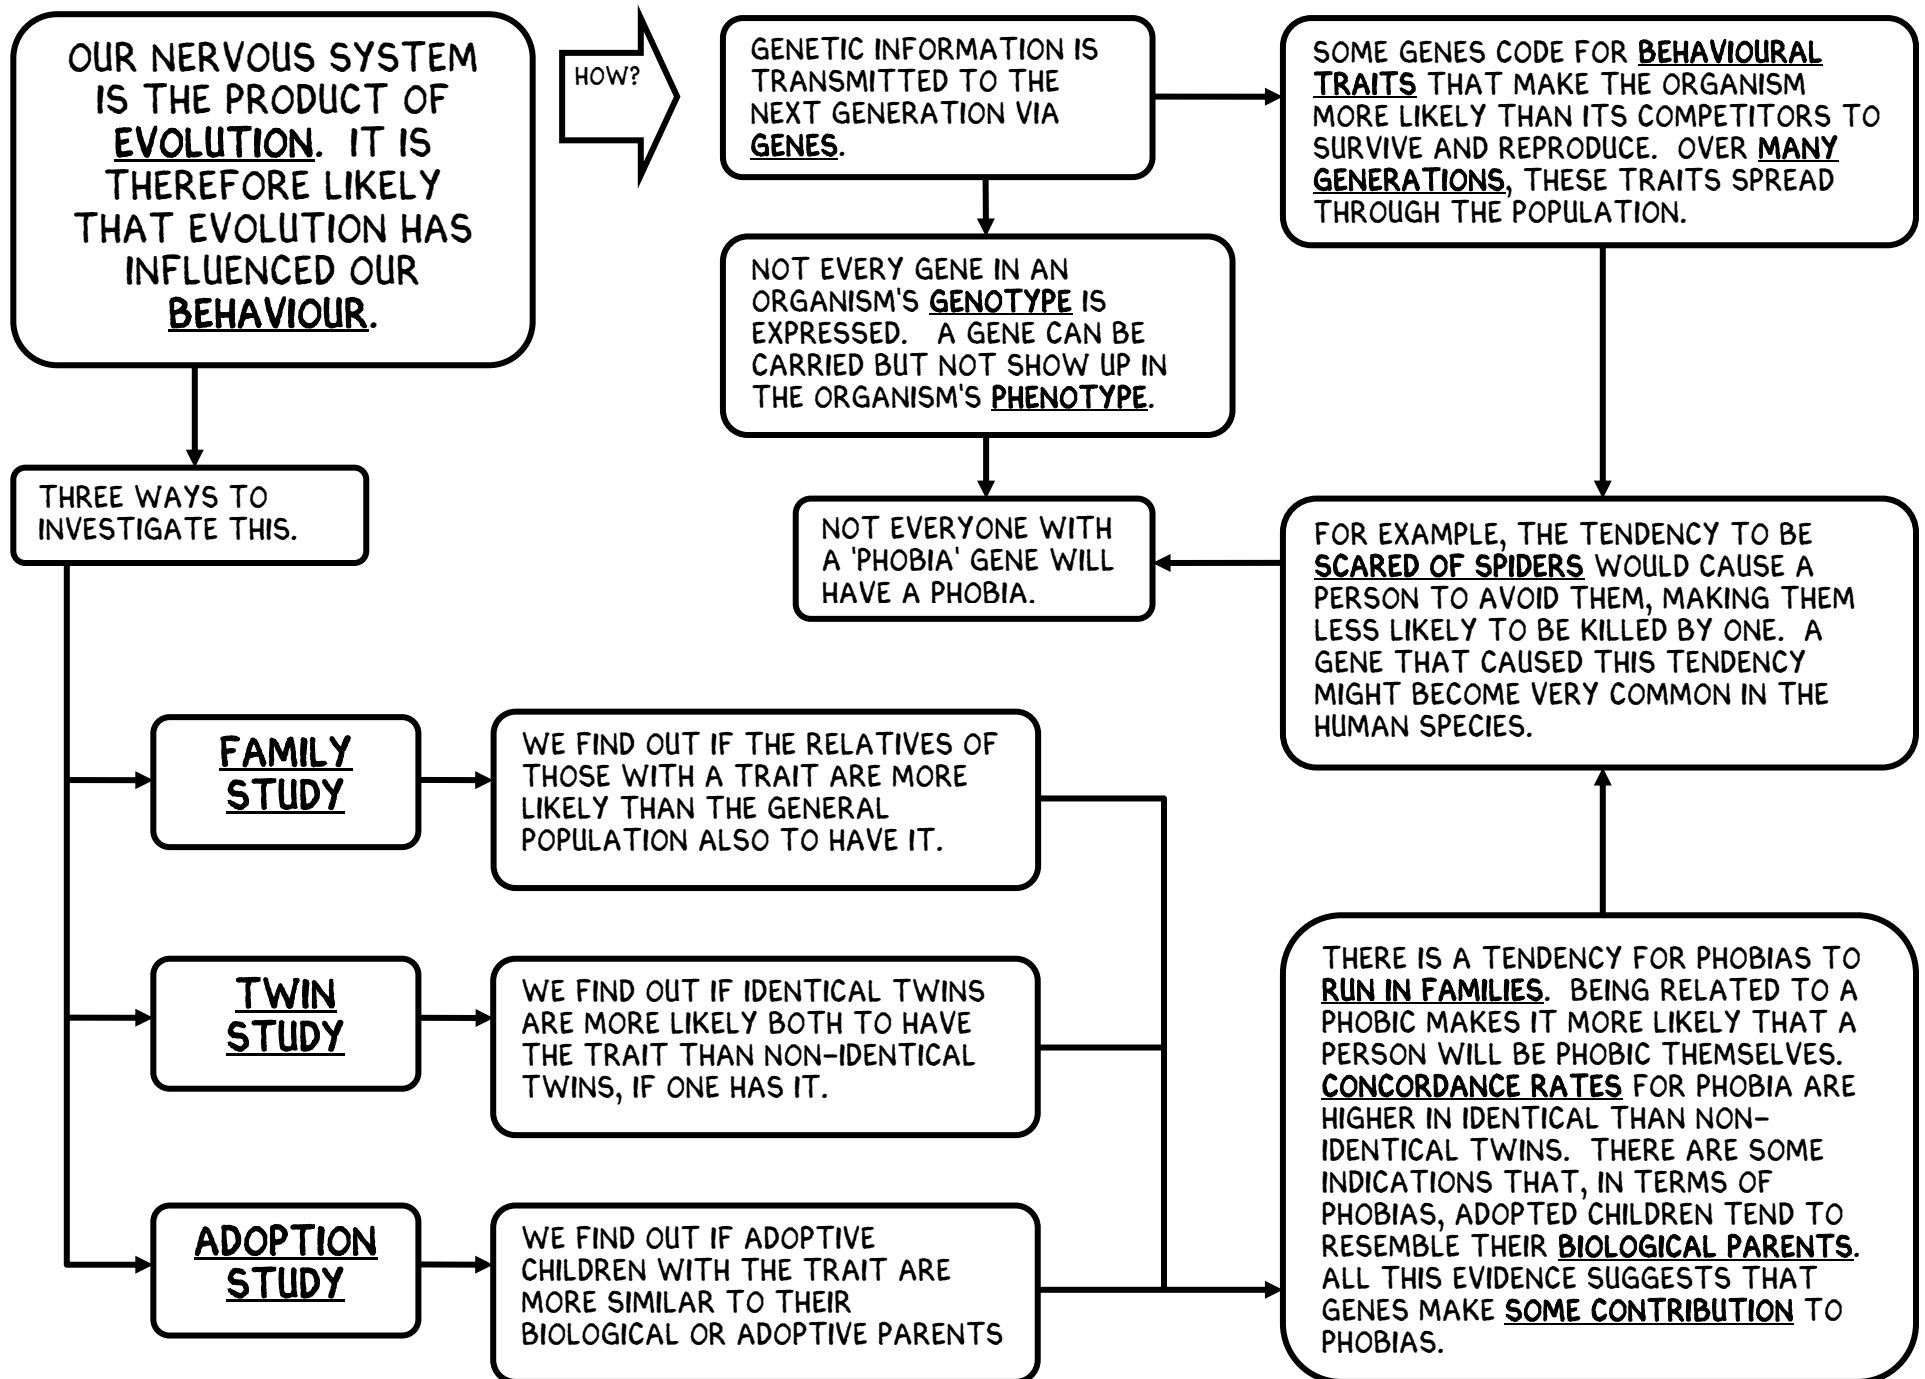 OUR NERVOUS SYSTEM
IS THE PRODUCT OF
EVOLUTION. IT IS
THEREFORE LIKELY
THAT EVOLUTION HAS
INFLUENCED OUR
BEHAVIOUR.
HOW?
GENETIC INFORMATION IS
TRANSMITTED TO THE
NEXT GENERATION VIA
GENES.
SOME GENES CODE FOR BEHAVIOURAL
TRAITS THAT MAKE THE ORGANISM
MORE LIKELY THAN ITS COMPETITORS TO
SURVIVE AND REPRODUCE. OVER MANY
GENERATIONS, THESE TRAITS SPREAD
THROUGH THE POPULATION.
NOT EVERY GENE IN AN
ORGANISM'S GENOTYPE IS
EXPRESSED. A GENE CAN BE
CARRIED BUT NOT SHOW UP IN
THE ORGANISM'S PHENOTYPE.
THREE WAYS TO
INVESTIGATE THIS.
NOT EVERYONE WITH
A 'PHOBIA' GENE WILL
HAVE A PHOBIA.
FOR EXAMPLE, THE TENDENCY TO BE
SCARED OF SPIDERS WOULD CAUSE A
PERSON TO AVOID THEM, MAKING THEM
LESS LIKELY TO BE KILLED BY ONE. A
GENE THAT CAUSED THIS TENDENCY
MIGHT BECOME VERY COMMON IN THE
HUMAN SPECIES.
FAMILY
STUDY
WE FIND OUT IF THE RELATIVES OF
THOSE WITH A TRAIT ARE MORE
LIKELY THAN THE GENERAL
POPULATION ALSO TO HAVE IT.
TWIN
STUDY
WE FIND OUT IF IDENTICAL TWINS
ARE MORE LIKELY BOTH TO HAVE
THE TRAIT THAN NON-IDENTICAL
TWINS, IF ONE HAS IT.
ADOPTION
STUDY
WE FIND OUT IF ADOPTIVE
CHILDREN WITH THE TRAIT ARE
MORE SIMILAR TO THEIR
BIOLOGICAL OR ADOPTIVE PARENTS
THERE IS A TENDENCY FOR PHOBIAS TO
RUN IN FAMILIES. BEING RELATED TO A
PHOBIC MAKES IT MORE LIKELY THAT A
PERSON WILL BE PHOBIC THEMSELVES.
CONCORDANCE RATES FOR PHOBIA ARE
HIGHER IN IDENTICAL THAN NON-
IDENTICAL TWINS. THERE ARE SOME
INDICATIONS THAT, IN TERMS OF
PHOBIAS, ADOPTED CHILDREN TEND TO
RESEMBLE THEIR BIOLOGICAL PARENTS.
ALL THIS EVIDENCE SUGGESTS THAT
GENES MAKE SOME CONTRIBUTION TO
PHOBIAS.